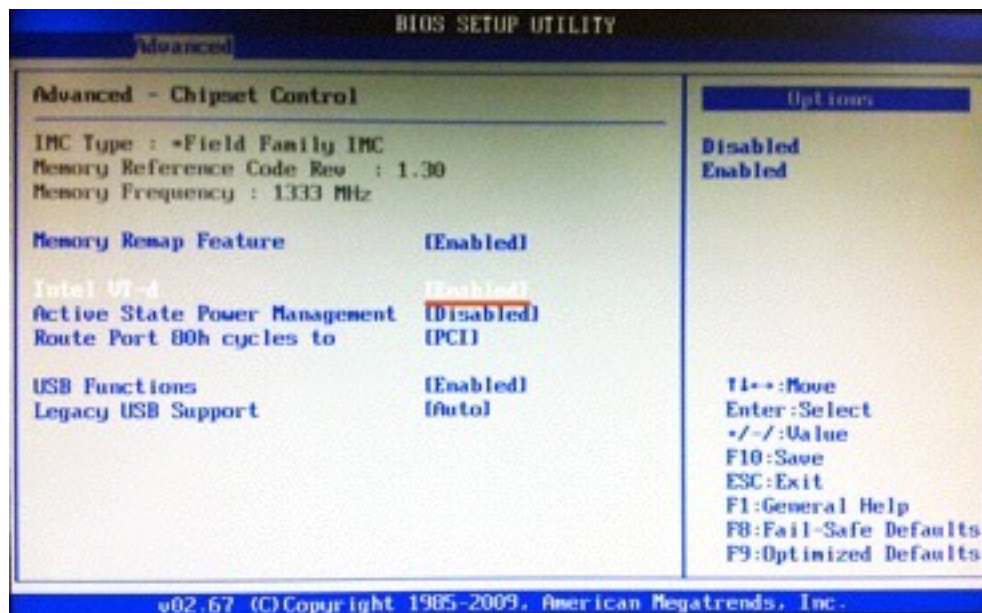 BIOS SETUP UTILITY
Advanced
Advanced - Chipset Control
IMC Type : *Field Family IMC
Memory Reference Code Rev : 1.30
Memory Frequency : 1333 MHz
Memory Remap Feature [Enabled]
Intel VT-d [Enabled]
Active State Power Management [Disabled]
Route Port 80h cycles to [PCI]
USB Functions [Enabled]
Legacy USB Support [Auto]
Options
Disabled
Enabled
↑↓←→:Move
Enter:Select
+/-/:Value
F10:Save
ESC:Exit
F1:General Help
F8:Fail-Safe Defaults
F9:Optimized Defaults
v02.67 (C)Copyright 1985-2009, American Megatrends, Inc.